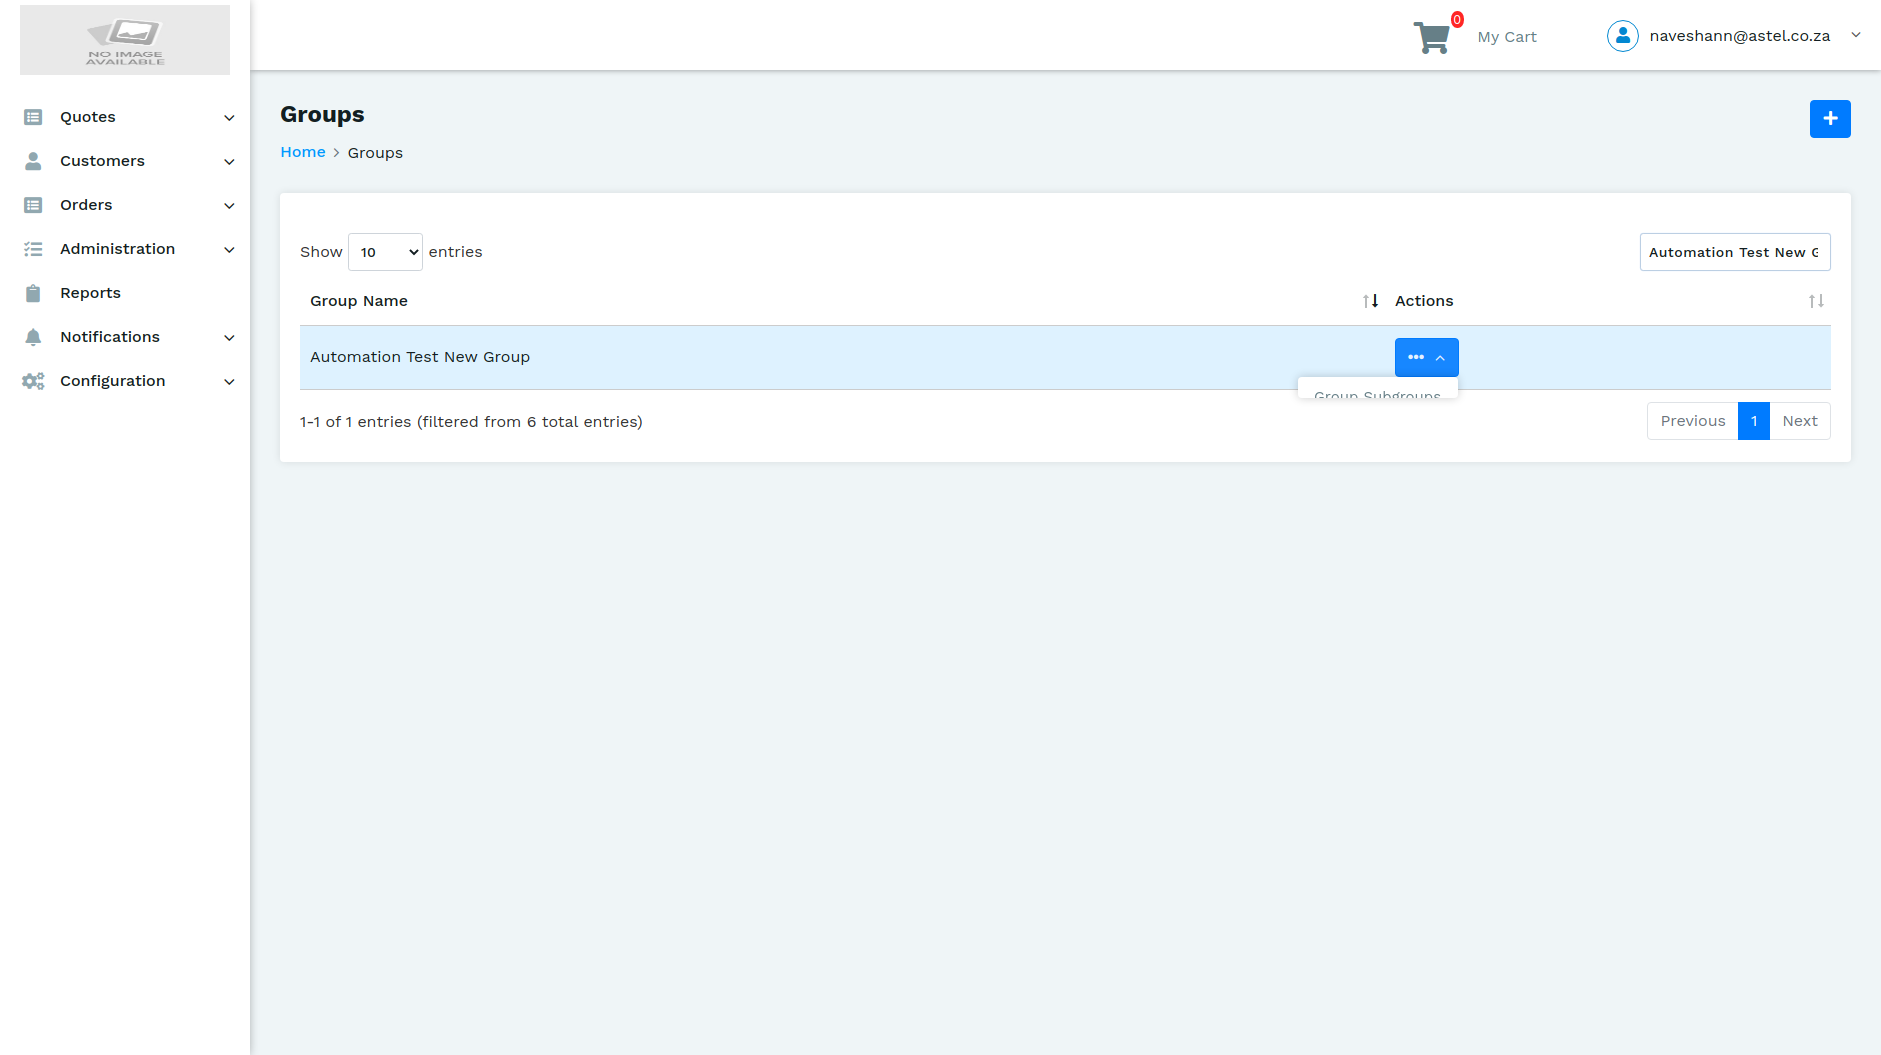 NO IMAGE
AVAILABLE
0
My Cart
naveshann@astel.co.za
Quotes
Customers
Orders
Administration
Reports
Notifications
Configuration
Groups
Home > Groups
Show 10 entries
Automation Test New G
Group Name
Actions
Automation Test New Group
Group Subgroups
1-1 of 1 entries (filtered from 6 total entries)
Previous 1 Next